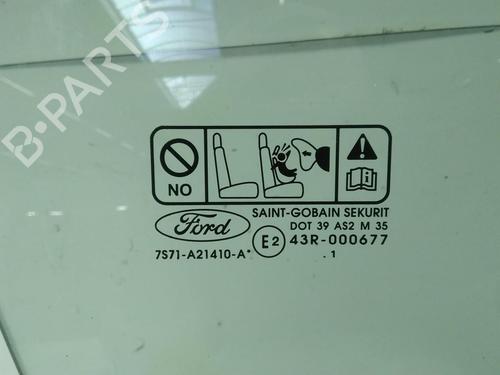 B-PARTS
NO
Ford
SAINT-GOBAIN SEKURIT
DOT 39 AS2 M 35
7S71-A21410-A*
E2
43R-000677
.1